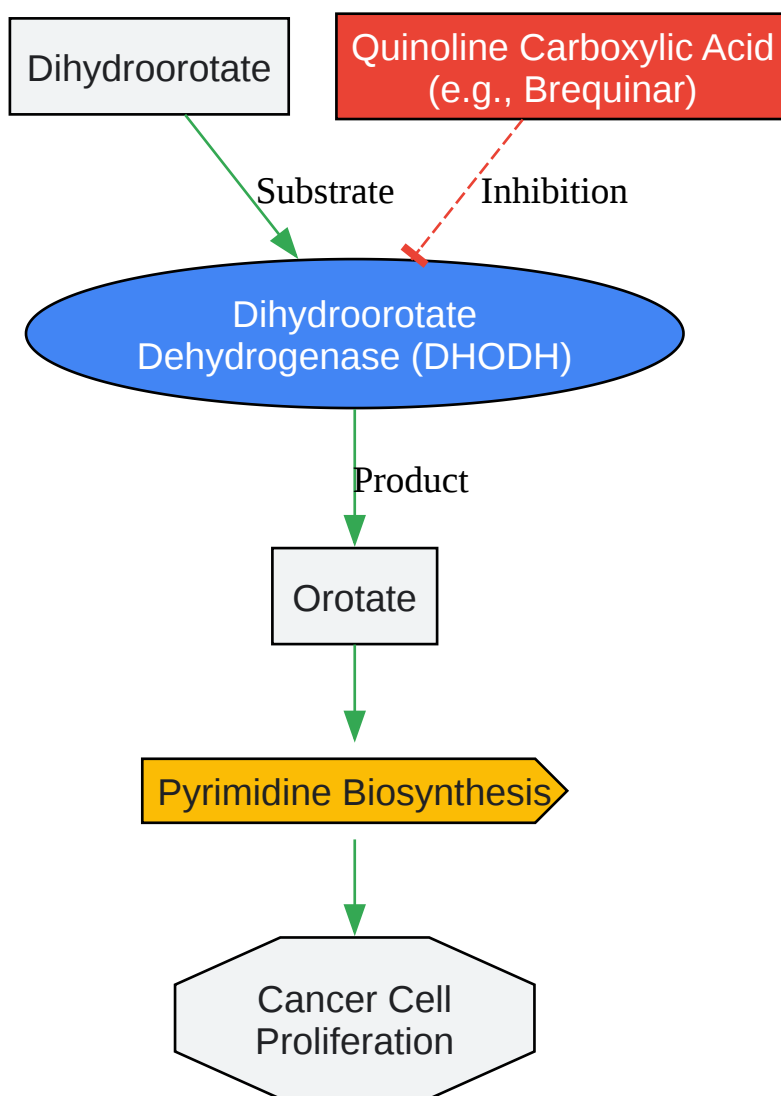 Dihydroorotate
Quinoline Carboxylic Acid
(e.g., Brequinar)
Substrate
Inhibition
Dihydroorotate
Dehydrogenase (DHODH)
Product
Orotate
Pyrimidine Biosynthesis
Cancer Cell
Proliferation